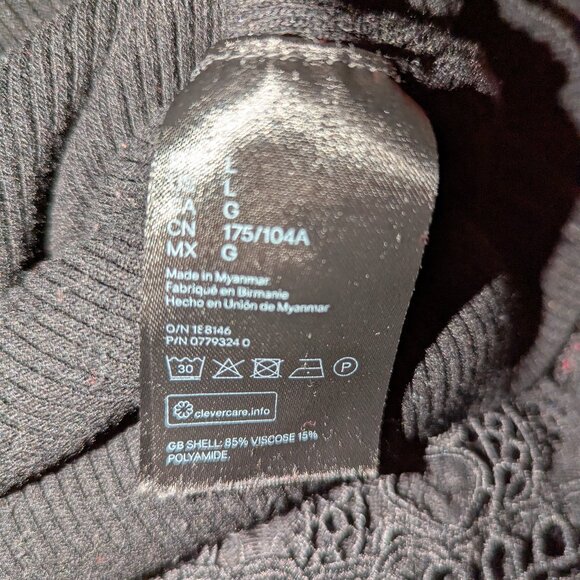 L
L
G
CN 175/104A
MX G
Made in Myanmar
Fabriqué en Birmanie
Hecho en Unión de Myanmar
O/N 1E8146
P/N 0779324 0
30 P
clevercare.info
GB SHELL: 85% VISCOSE 15%
POLYAMIDE.